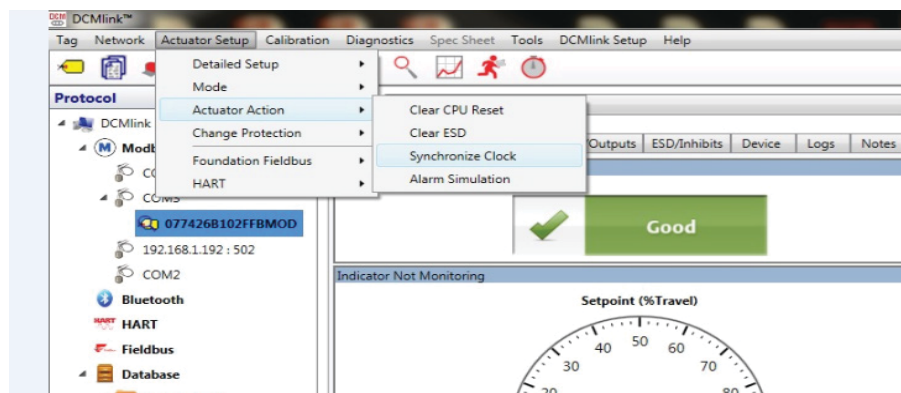 DCMlink™
Tag Network Actuator Setup Calibration Diagnostics Spec Sheet Tools DCMlink Setup Help
Detailed Setup
Mode
Actuator Action
Change Protection
Foundation Fieldbus
HART
Clear CPU Reset
Clear ESD
Synchronize Clock
Alarm Simulation
Protocol
DCMlink
Outputs ESD/Inhibits Device Logs Notes
COM3
077426B102FFBMOD
192.168.1.192 : 502
COM2
Bluetooth
HART
Fieldbus
Database
Good
Indicator Not Monitoring
Setpoint (%Travel)
30 40 50 60 70